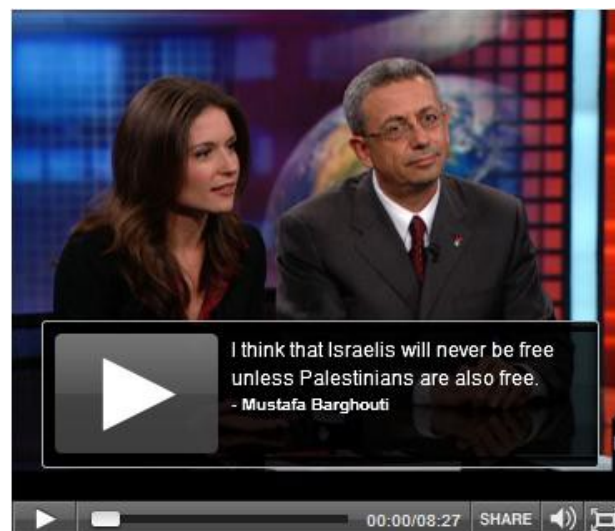 I think that Israelis will never be free
unless Palestinians are also free.
- Mustafa Barghouti
00:00/08:27 SHARE